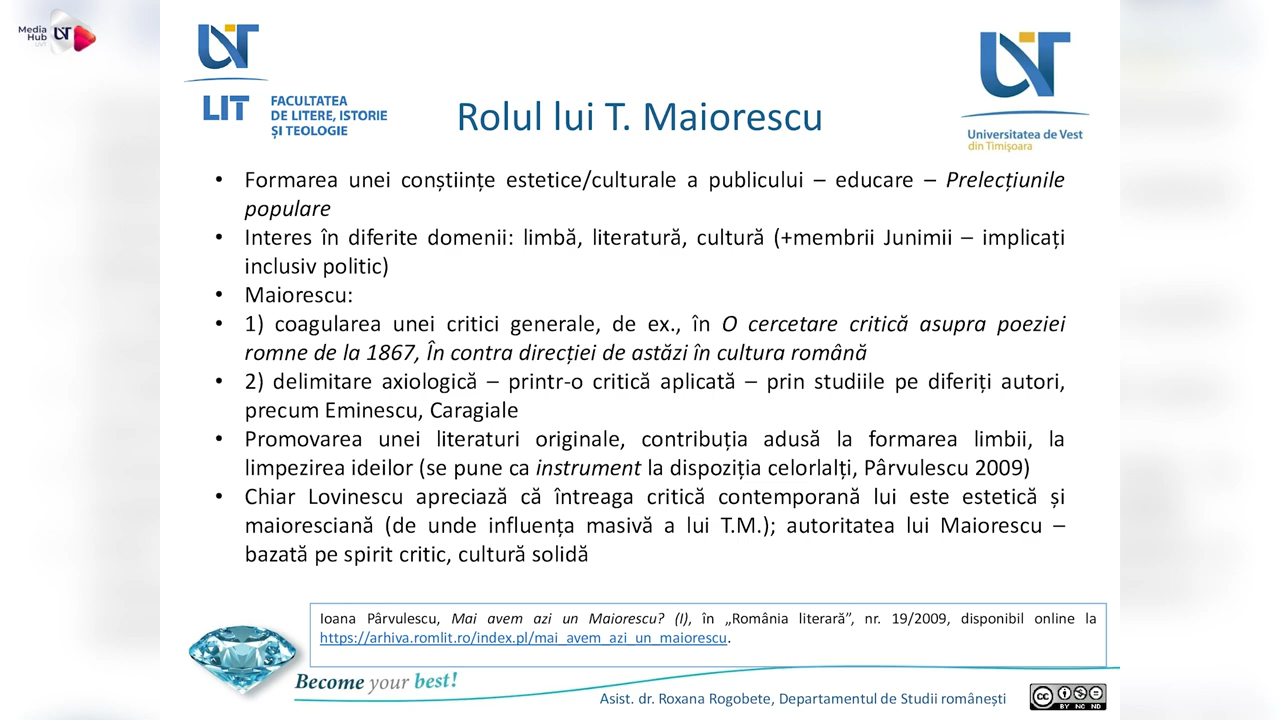 Media
Hub
UVT
UVT
LIT
FACULTATEA
DE LITERE, ISTORIE
ȘI TEOLOGIE
Rolul lui T. Maiorescu
Universitatea de Vest
din Timișoara
• Formarea unei conștiințe estetice/culturale a publicului – educare – Prelecțiunile
populare
• Interes în diferite domenii: limbă, literatură, cultură (+membrii Junimii – implicați
inclusiv politic)
• Maiorescu:
• 1) coagularea unei critici generale, de ex., în O cercetare critică asupra poeziei
romne de la 1867, În contra direcției de astăzi în cultura română
• 2) delimitare axiologică – printr-o critică aplicată – prin studiile pe diferiți autori,
precum Eminescu, Caragiale
• Promovarea unei literaturi originale, contribuția adusă la formarea limbii, la
limpezirea ideilor (se pune ca instrument la dispoziția celorlalți, Pârvulescu 2009)
• Chiar Lovinescu apreciază că întreaga critică contemporană lui este estetică și
maioresciană (de unde influența masivă a lui T.M.); autoritatea lui Maiorescu –
bazată pe spirit critic, cultură solidă
Ioana Pârvulescu, Mai avem azi un Maiorescu? (I), în „România literară”, nr. 19/2009, disponibil online la
https://arhiva.romlit.ro/index.pl/mai_avem_azi_un_maiorescu.
Become your best!
Asist. dr. Roxana Rogobete, Departamentul de Studii românești
CC BY NC ND